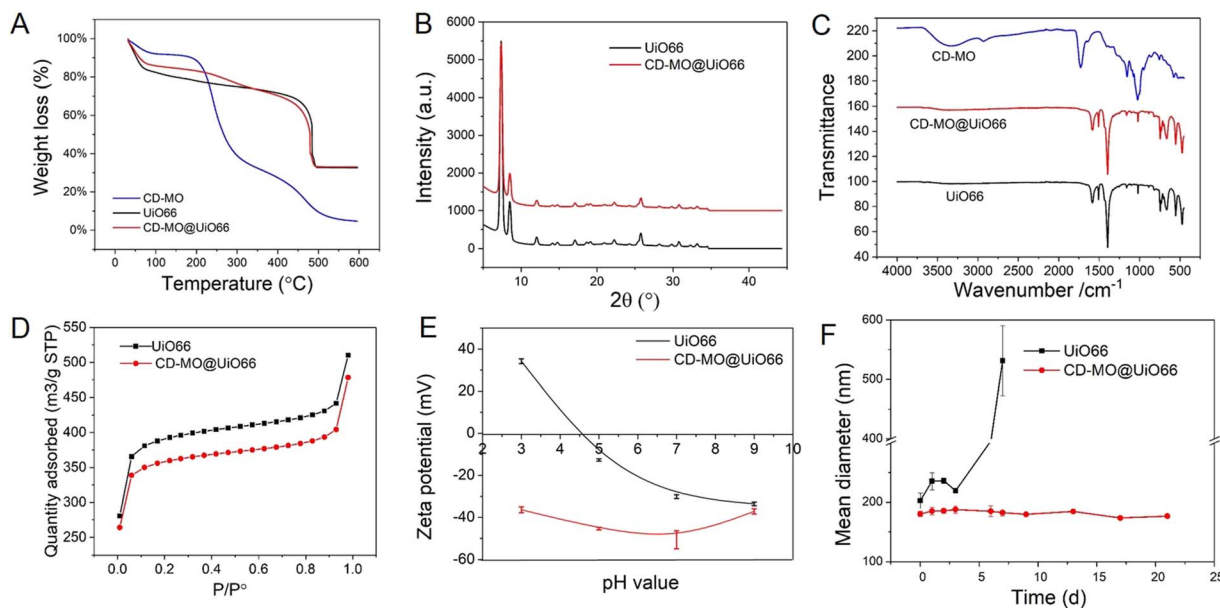 A
100%
80%
60%
40%
20%
0%
Weight loss (%)
CD-MO
UiO66
CD-MO@UiO66
0
100
200
300
400
500
600
Temperature (°C)
B
6000
5000
4000
3000
2000
1000
0
Intensity (a.u.)
UiO66
CD-MO@UiO66
10
20
30
40
2θ (°)
C
220
200
180
160
140
120
100
80
60
40
Transmittance
CD-MO
CD-MO@UiO66
UiO66
4000
3500
3000
2500
2000
1500
1000
500
Wavenumber /cm-1
D
550
500
450
400
350
300
250
Quantity adsorbed (m3/g STP)
UiO66
CD-MO@UiO66
0.0
0.2
0.4
0.6
0.8
1.0
P/P°
E
40
20
0
-20
-40
-60
Zeta potential (mV)
UiO66
CD-MO@UiO66
2
3
4
5
6
7
8
9
10
pH value
F
600
500
400
200
100
Mean diameter (nm)
UiO66
CD-MO@UiO66
0
5
10
15
20
25
Time (d)